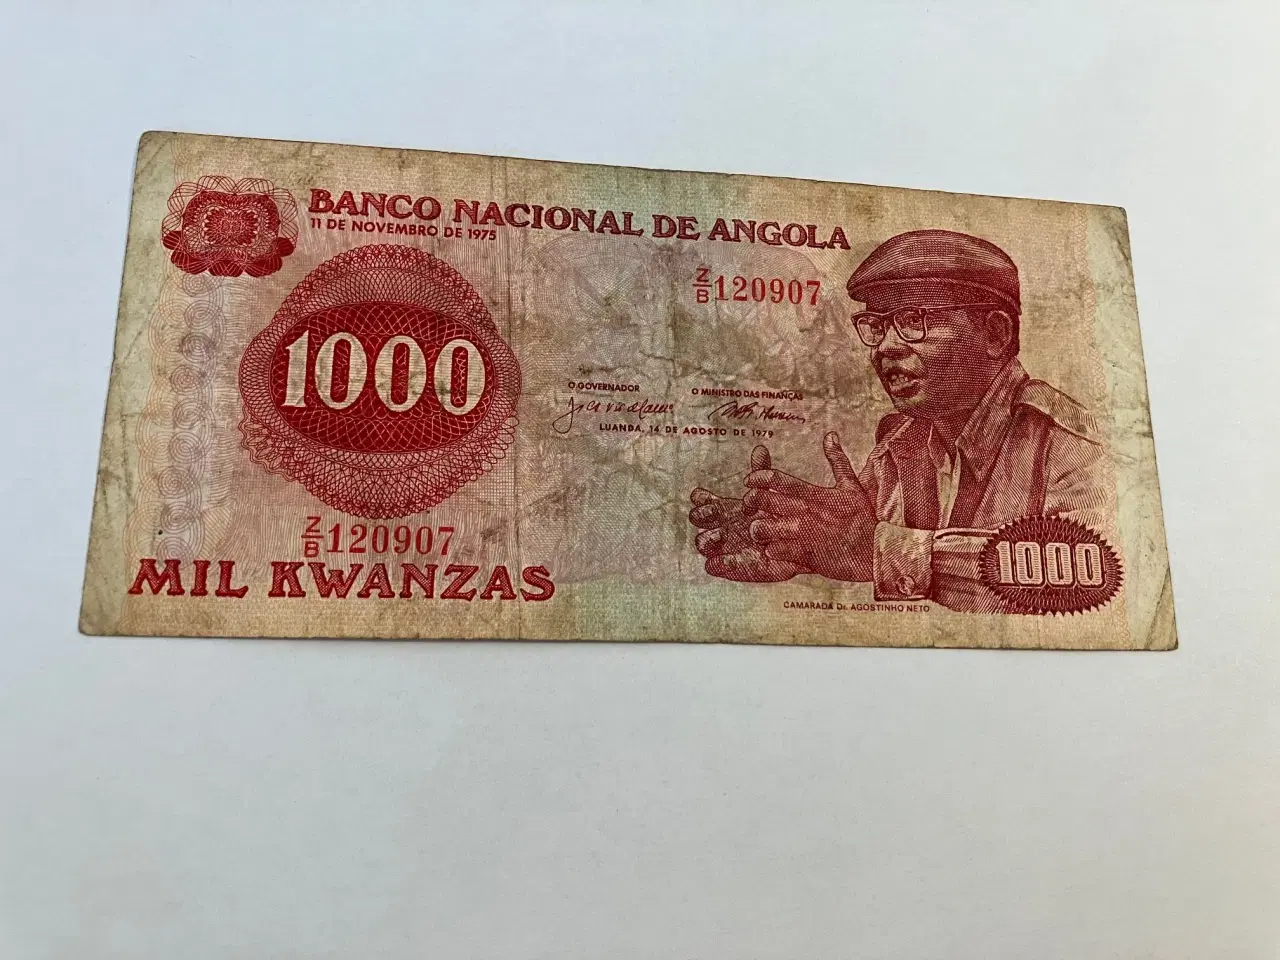 BANCO NACIONAL DE ANGOLA
11 DE NOVEMBRO DE 1975
Z/B 120907
1000
O GOVERNADOR
O MINISTRO DAS FINANÇAS
LUANDA, 14 DE AGOSTO DE 1979
Z/B 120907
MIL KWANZAS
1000
CAMARADA Dr. AGOSTINHO NETO